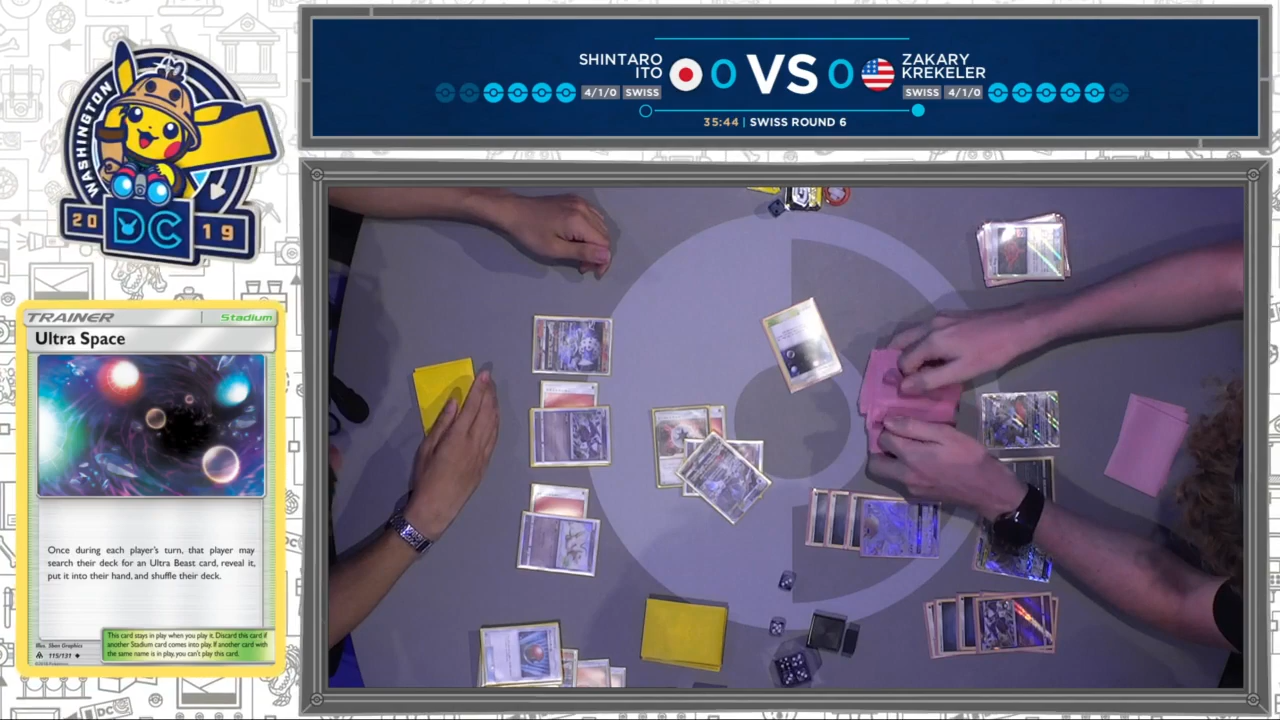 WASHINGTON
20 19
DC
SHINTARO
ITO
0 VS 0
ZAKARY
KREKELER
4/1/0 SWISS
SWISS 4/1/0
35:44 | SWISS ROUND 6
TRAINER Stadium
Ultra Space
Once during each player's turn, that player may
search their deck for an Ultra Beast card, reveal it,
put it into their hand, and shuffle their deck.
This card stays in play when you play it. Discard this card if
another Stadium card comes into play. If another card with
the same name is in play, you can't play this card.
115/131